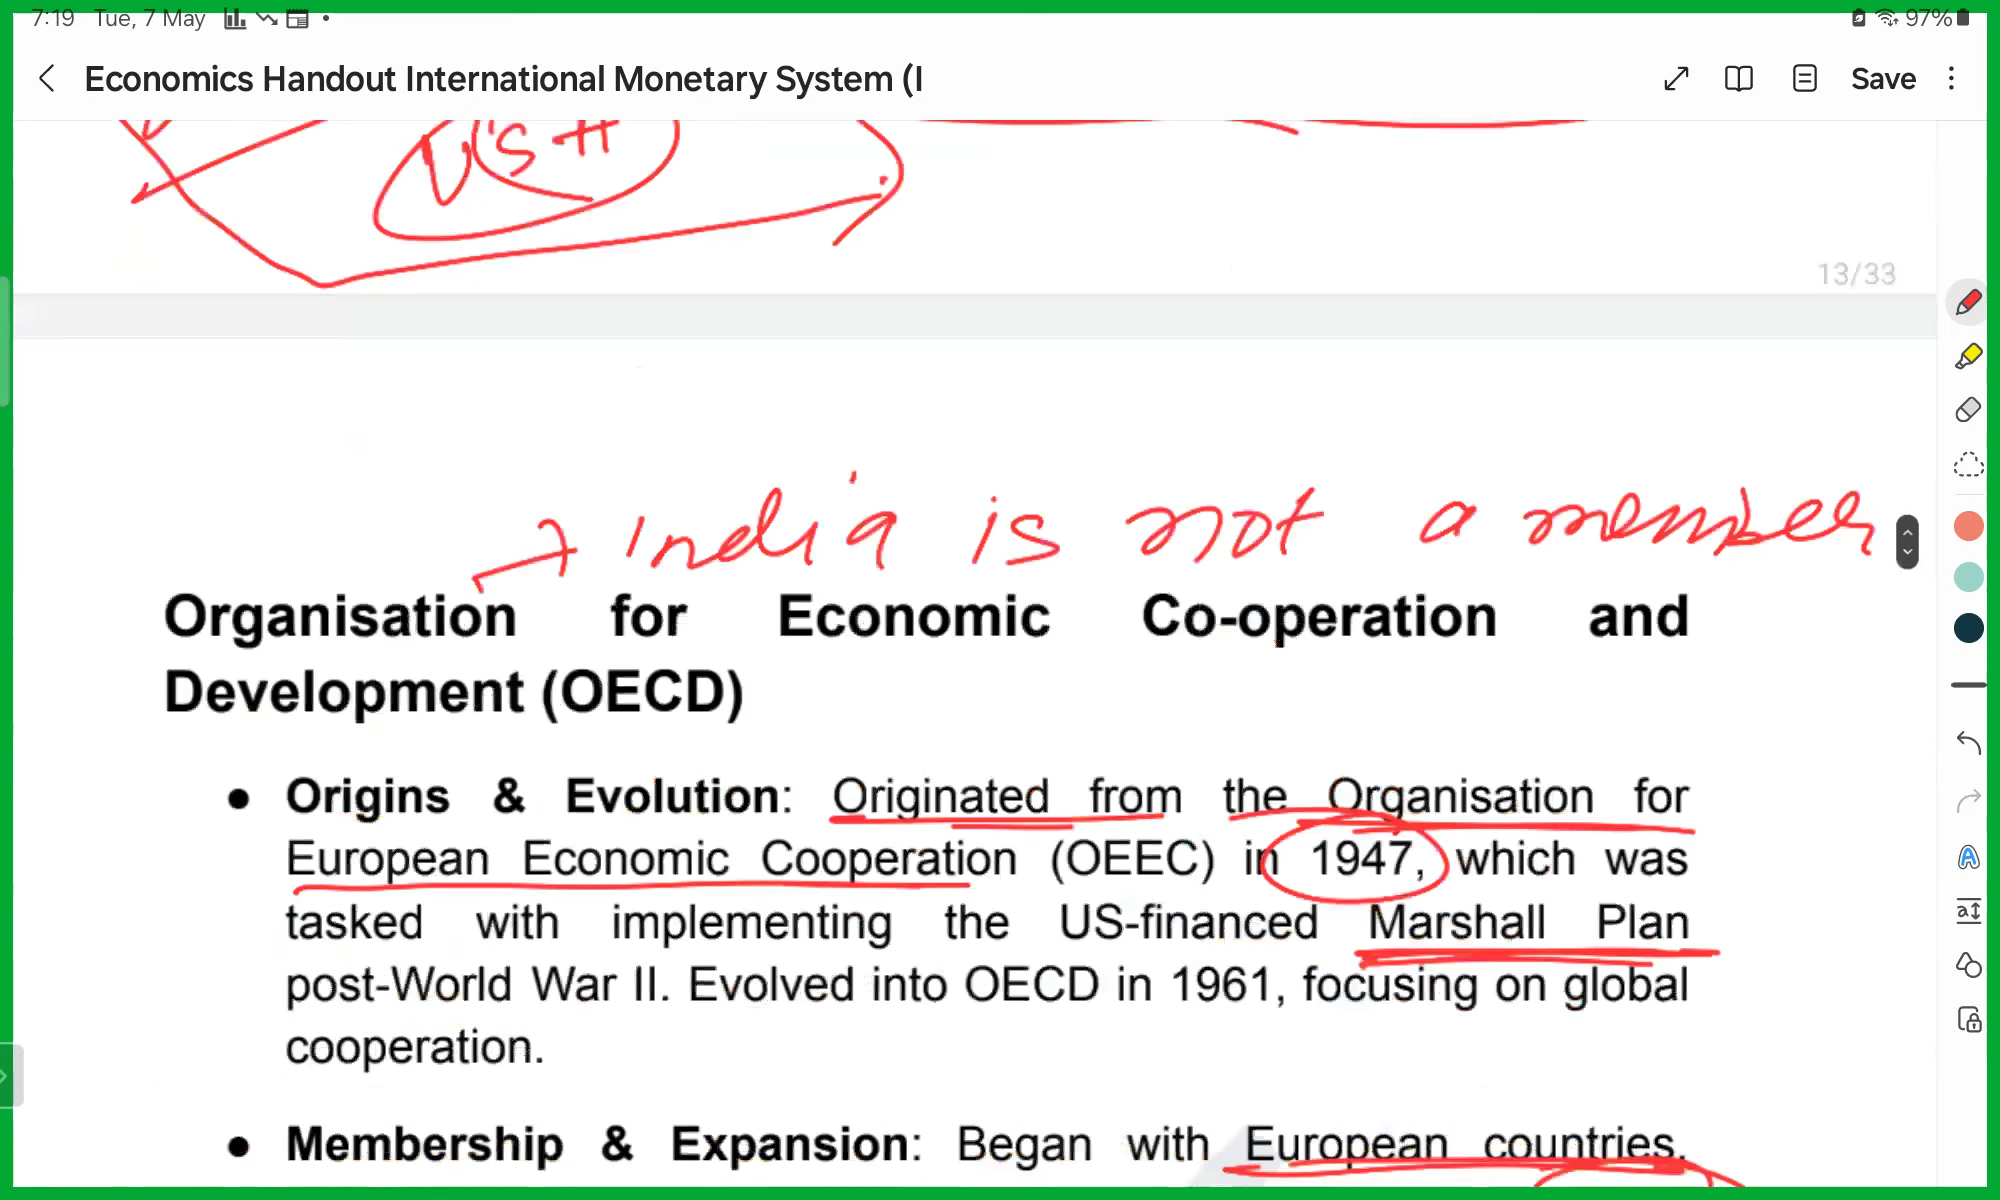 7:19 Tue, 7 May 97%
Economics Handout International Monetary System (I
Save
13/33
India is not a member
Organisation for Economic Co-operation and
Development (OECD)
• Origins & Evolution: Originated from the Organisation for
European Economic Cooperation (OEEC) in 1947, which was
tasked with implementing the US-financed Marshall Plan
post-World War II. Evolved into OECD in 1961, focusing on global
cooperation.
• Membership & Expansion: Began with European countries,